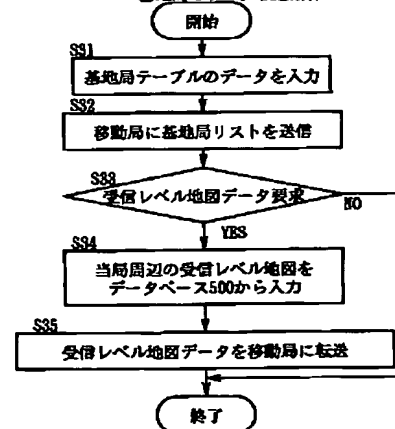 開始
S31
基地局テーブルのデータを入力
S32
移動局に基地局リストを送信
S33
受信レベル地図データ要求
NO
YES
S34
当局周辺の受信レベル地図を
データベース500から入力
S35
受信レベル地図データを移動局に転送
終了